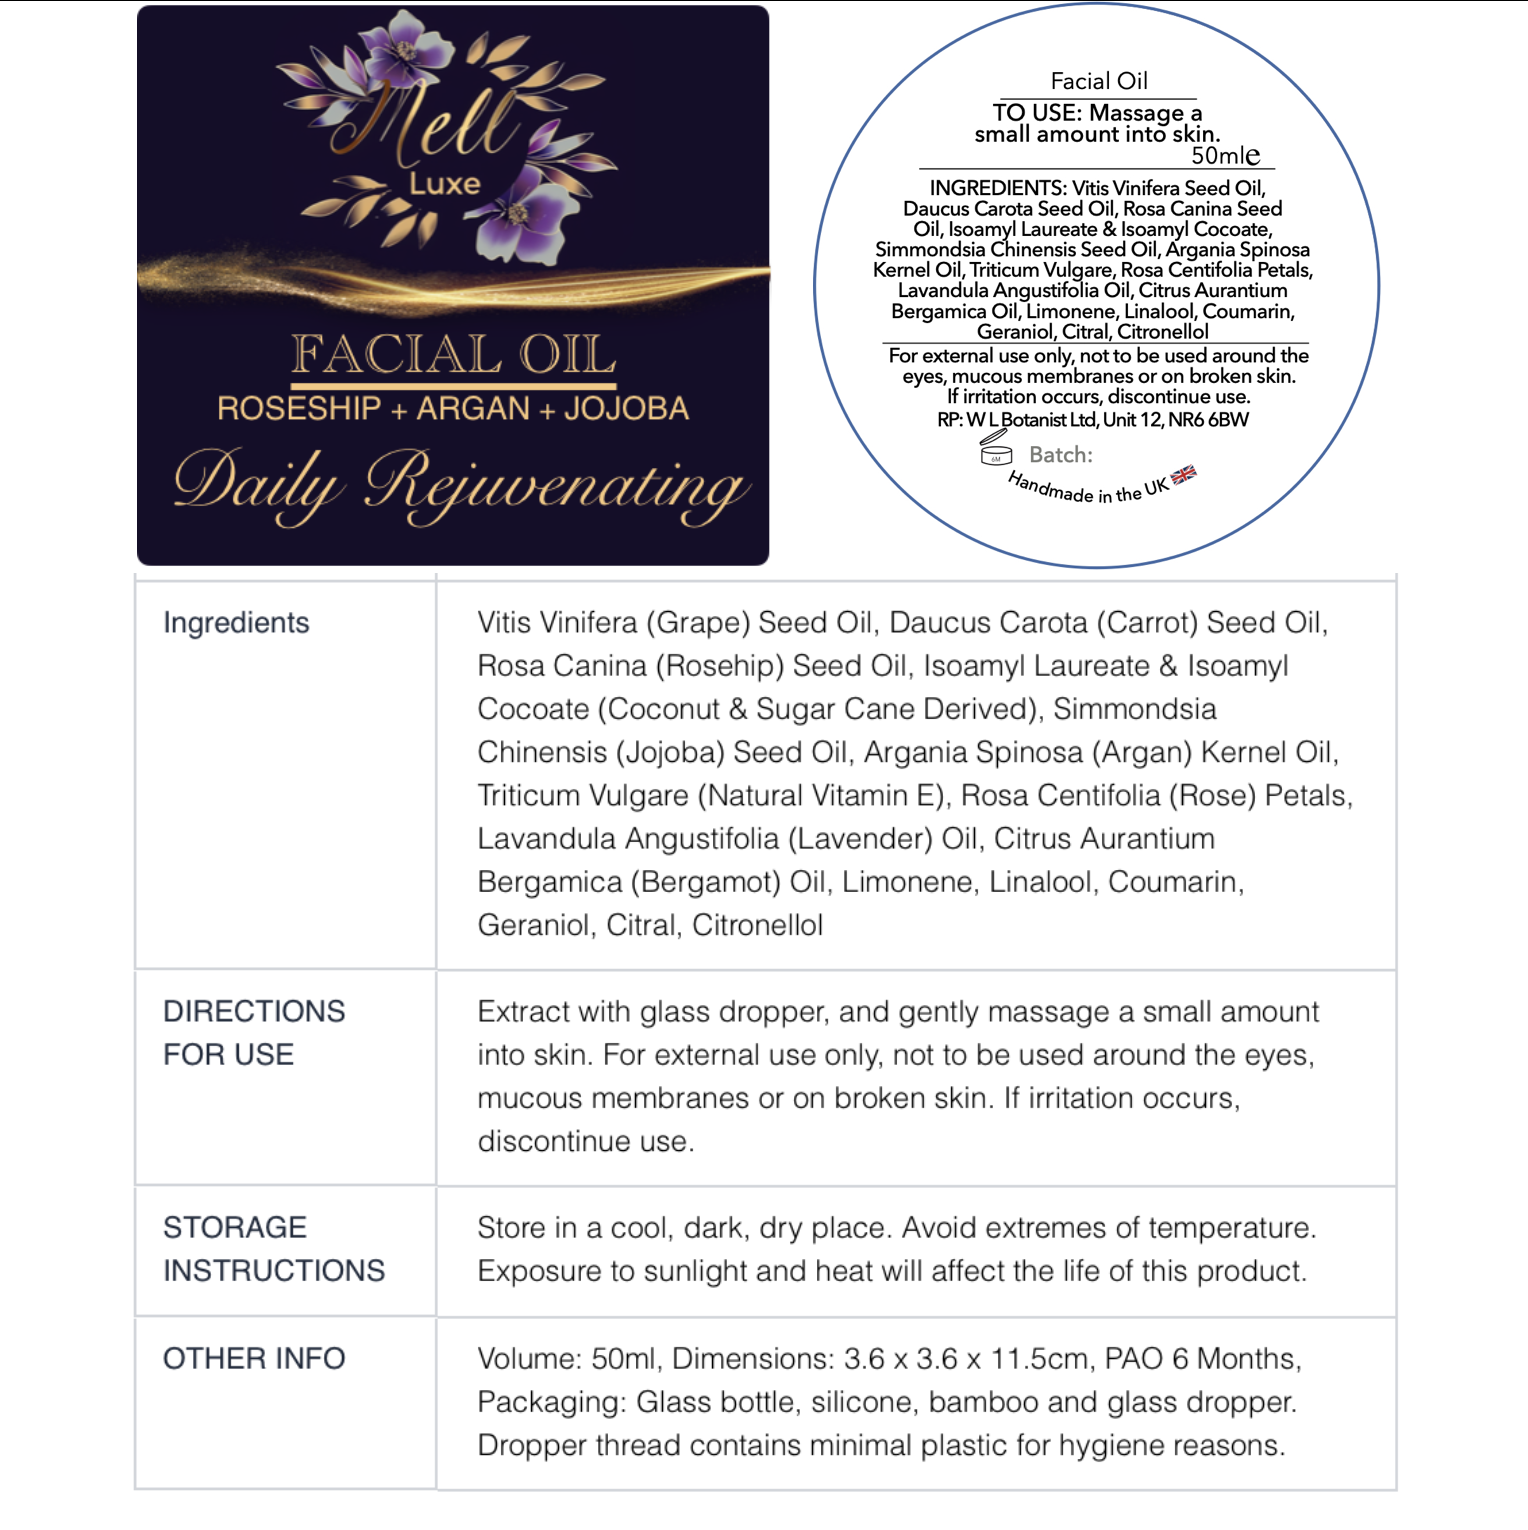 Mell
Luxe
FACIAL OIL
ROSESHIP + ARGAN + JOJOBA
Daily Rejuvenating
Facial Oil
TO USE: Massage a
small amount into skin.
50ml℮
INGREDIENTS: Vitis Vinifera Seed Oil,
Daucus Carota Seed Oil, Rosa Canina Seed
Oil, Isoamyl Laureate & Isoamyl Cocoate,
Simmondsia Chinensis Seed Oil, Argania Spinosa
Kernel Oil, Triticum Vulgare, Rosa Centifolia Petals,
Lavandula Angustifolia Oil, Citrus Aurantium
Bergamica Oil, Limonene, Linalool, Coumarin,
Geraniol, Citral, Citronellol
For external use only, not to be used around the
eyes, mucous membranes or on broken skin.
If irritation occurs, discontinue use.
RP: W L Botanist Ltd, Unit 12, NR6 6BW
6M
Batch:
Handmade in the UK
Ingredients
Vitis Vinifera (Grape) Seed Oil, Daucus Carota (Carrot) Seed Oil,
Rosa Canina (Rosehip) Seed Oil, Isoamyl Laureate & Isoamyl
Cocoate (Coconut & Sugar Cane Derived), Simmondsia
Chinensis (Jojoba) Seed Oil, Argania Spinosa (Argan) Kernel Oil,
Triticum Vulgare (Natural Vitamin E), Rosa Centifolia (Rose) Petals,
Lavandula Angustifolia (Lavender) Oil, Citrus Aurantium
Bergamica (Bergamot) Oil, Limonene, Linalool, Coumarin,
Geraniol, Citral, Citronellol
DIRECTIONS
FOR USE
Extract with glass dropper, and gently massage a small amount
into skin. For external use only, not to be used around the eyes,
mucous membranes or on broken skin. If irritation occurs,
discontinue use.
STORAGE
INSTRUCTIONS
Store in a cool, dark, dry place. Avoid extremes of temperature.
Exposure to sunlight and heat will affect the life of this product.
OTHER INFO
Volume: 50ml, Dimensions: 3.6 x 3.6 x 11.5cm, PAO 6 Months,
Packaging: Glass bottle, silicone, bamboo and glass dropper.
Dropper thread contains minimal plastic for hygiene reasons.